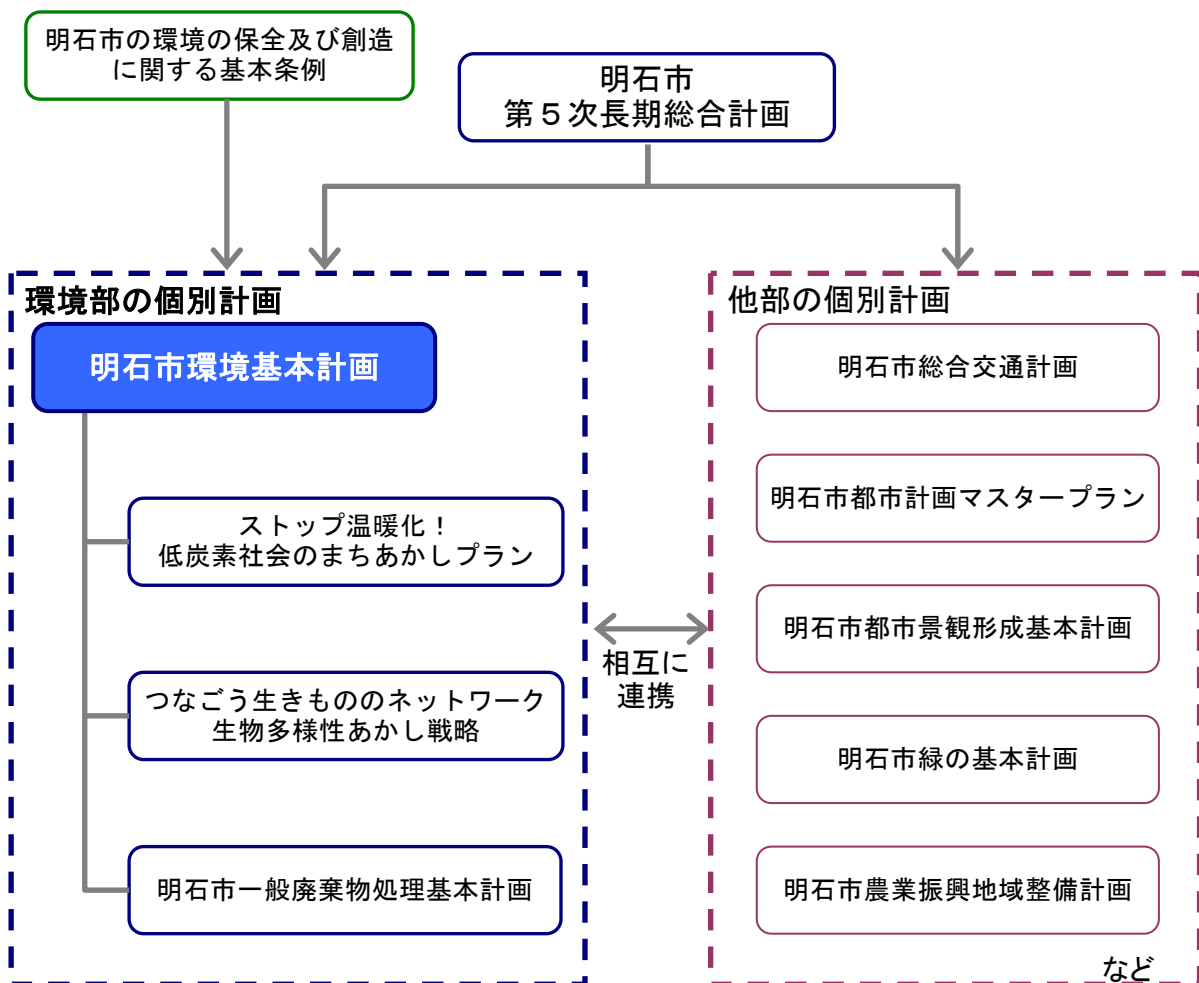 明石市の環境の保全及び創造
に関する基本条例
明石市
第５次長期総合計画
環境部の個別計画
明石市環境基本計画
ストップ温暖化！
低炭素社会のまちあかしプラン
つなごう生きもののネットワーク
生物多様性あかし戦略
明石市一般廃棄物処理基本計画
相互に
連携
他部の個別計画
明石市総合交通計画
明石市都市計画マスタープラン
明石市都市景観形成基本計画
明石市緑の基本計画
明石市農業振興地域整備計画
など